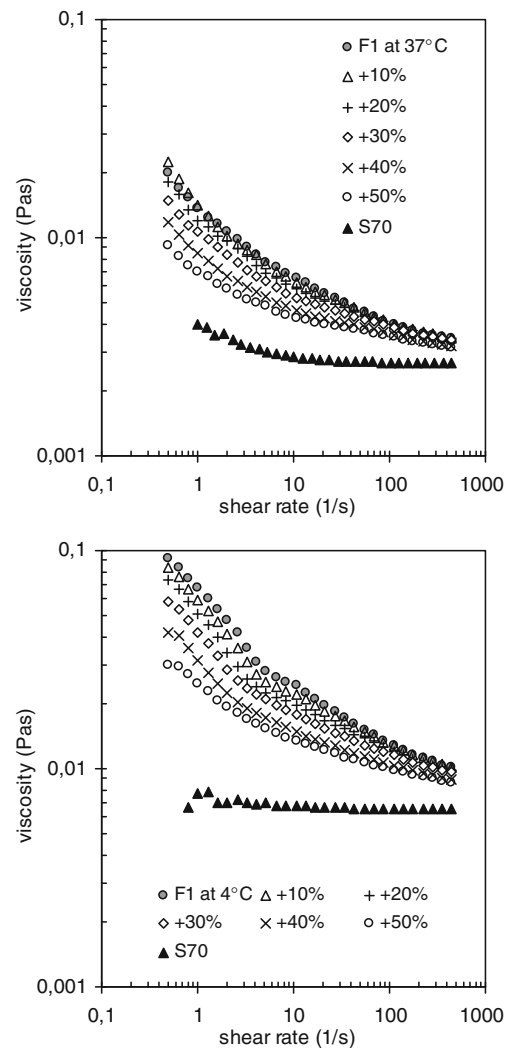 0,1
F1 at 37°C
+10%
+20%
+30%
+40%
+50%
S70
0,01
0,001
viscosity (Pas)
0,1 1 10 100 1000
shear rate (1/s)
0,1
0,01
0,001
viscosity (Pas)
F1 at 4°C +10% +20%
+30% +40% +50%
S70
0,1 1 10 100 1000
shear rate (1/s)